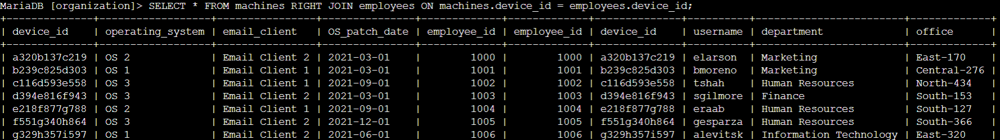 MariaDB [organization]> SELECT * FROM machines RIGHT JOIN employees ON machines.device_id = employees.device_id;
+--------------+------------------+----------------+---------------+-------------+-------------+--------------+----------+------------------------+-------------+
| device_id    | operating_system | email_client   | OS_patch_date | employee_id | employee_id | device_id    | username | department             | office      |
+--------------+------------------+----------------+---------------+-------------+-------------+--------------+----------+------------------------+-------------+
| a320b137c219 | OS 2             | Email Client 2 | 2021-03-01    |        1000 |        1000 | a320b137c219 | elarson  | Marketing              | East-170    |
| b239c825d303 | OS 1             | Email Client 1 | 2021-03-01    |        1001 |        1001 | b239c825d303 | bmoreno  | Marketing              | Central-276 |
| c116d593e558 | OS 3             | Email Client 1 | 2021-09-01    |        1002 |        1002 | c116d593e558 | tshah    | Human Resources        | North-434   |
| d394e816f943 | OS 3             | Email Client 2 | 2021-03-01    |        1003 |        1003 | d394e816f943 | sgilmore | Finance                | South-153   |
| e218f877g788 | OS 2             | Email Client 1 | 2021-09-01    |        1004 |        1004 | e218f877g788 | eraab    | Human Resources        | South-127   |
| f551g340h864 | OS 3             | Email Client 2 | 2021-12-01    |        1005 |        1005 | f551g340h864 | gesparza | Human Resources        | South-366   |
| g329h357i597 | OS 1             | Email Client 2 | 2021-06-01    |        1006 |        1006 | g329h357i597 | alevitsk | Information Technology | East-320    |